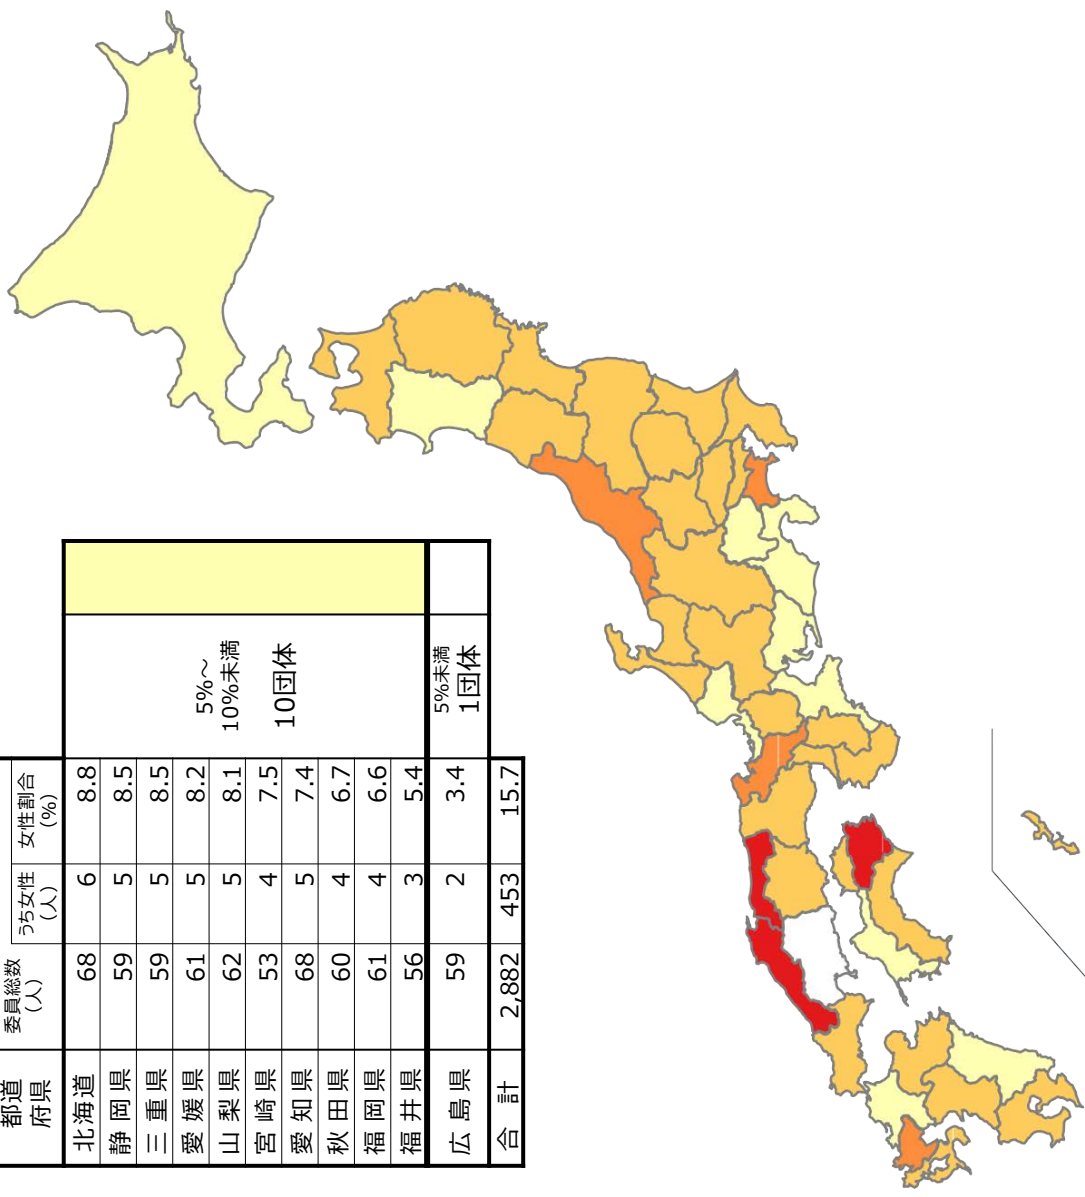 都道
府県
委員総数
(人)
うち女性
(人)
女性割合
(%)
北海道 68 6 8.8
静岡県 59 5 8.5
三重県 59 5 8.5
愛媛県 61 5 8.2
山梨県 62 5 8.1
宮崎県 53 4 7.5
愛知県 68 5 7.4
秋田県 60 4 6.7
福岡県 61 4 6.6
福井県 56 3 5.4
5%~
10%未満
10団体
広島県 59 2 3.4
5%未満
1団体
合計 2,882 453 15.7